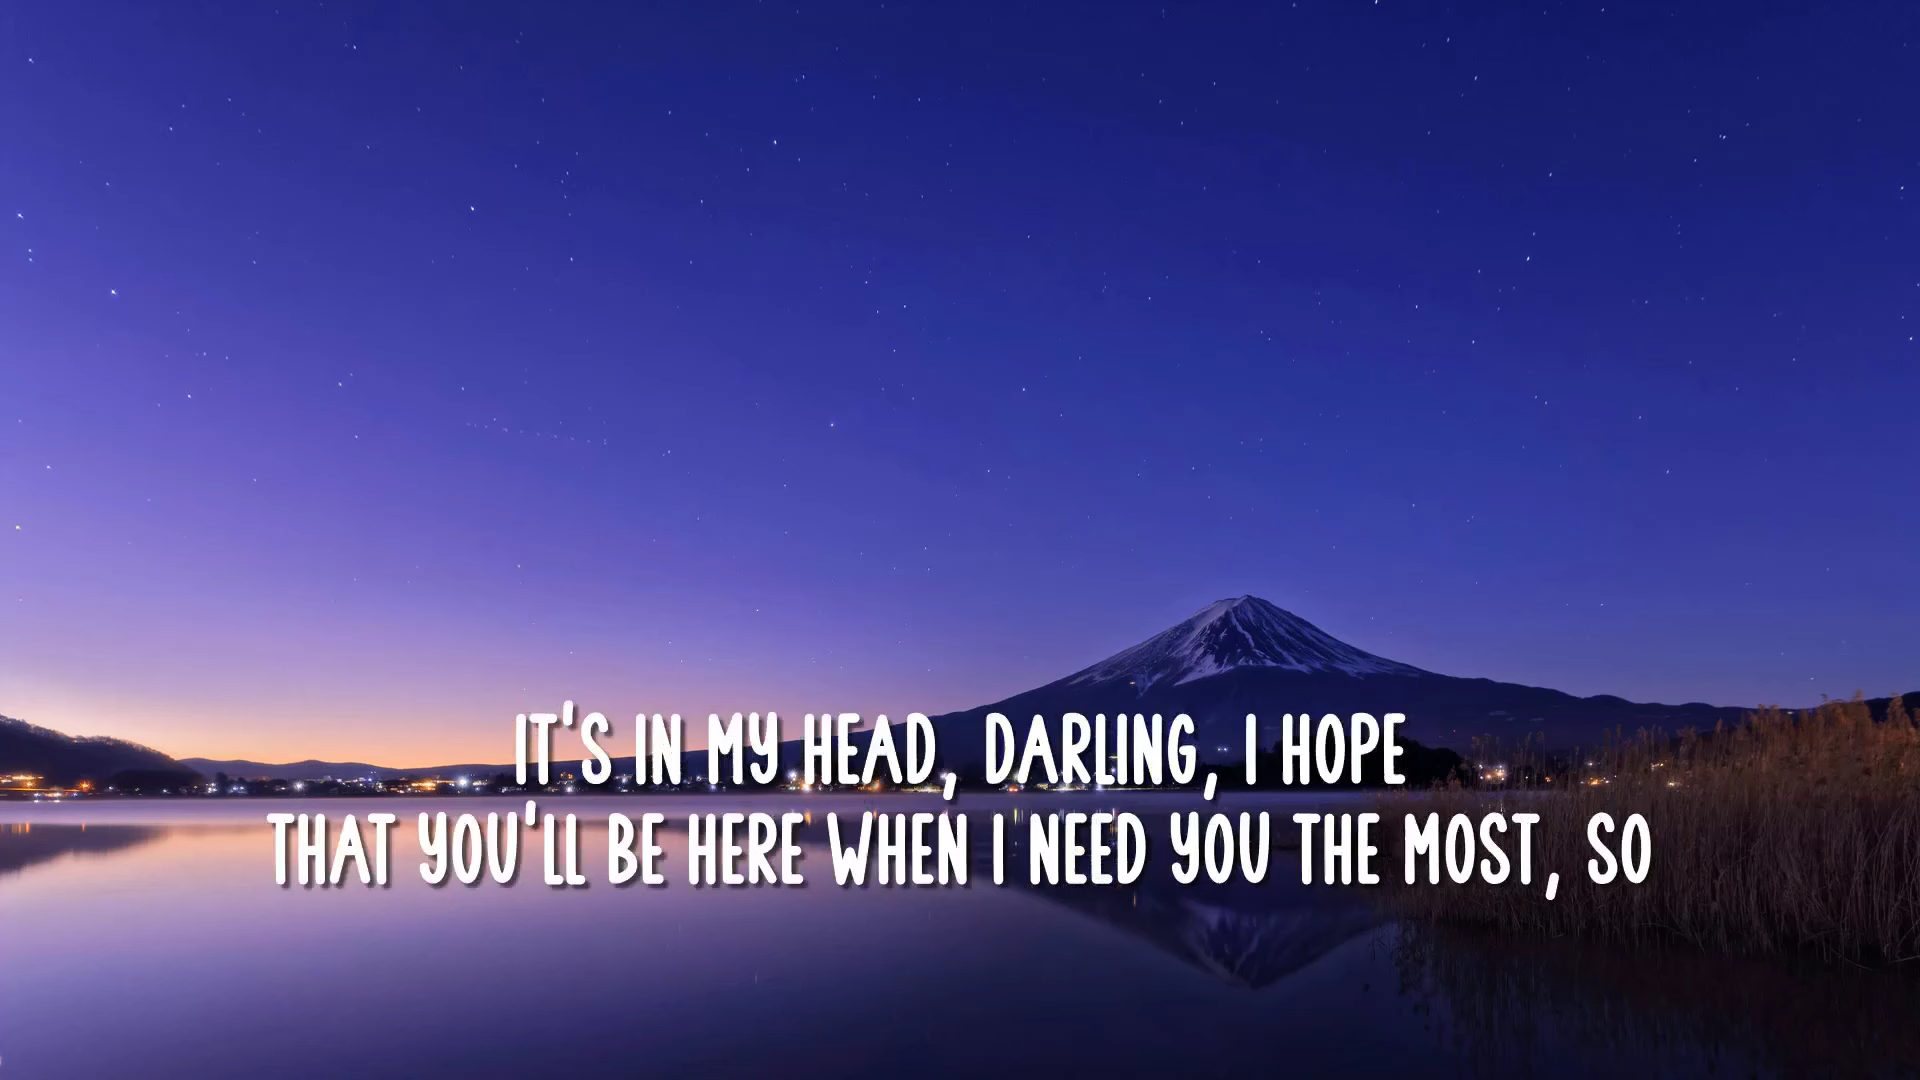 IT'S IN MY HEAD, DARLING, I HOPE
THAT YOU'LL BE HERE WHEN I NEED YOU THE MOST, SO